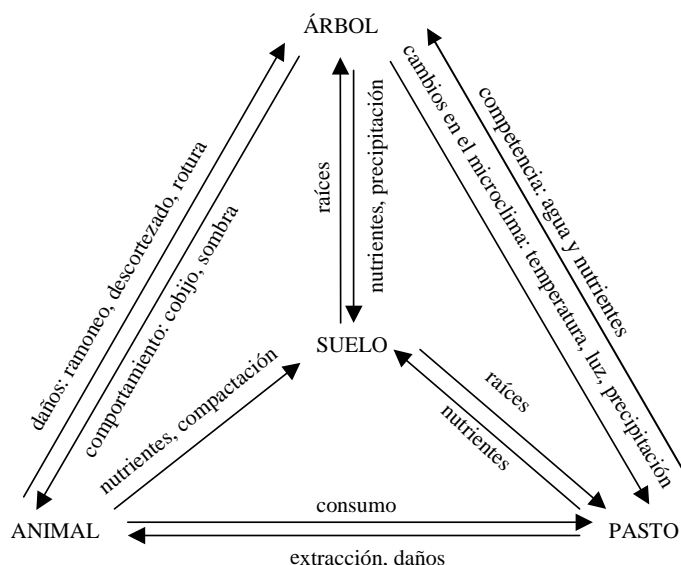 ÁRBOL
daños: ramoneo, descortezado, rotura
comportamiento: cobijo, sombra
raíces
nutrientes, precipitación
cambios en el microclima: temperatura, luz, precipitación
competencia: agua y nutrientes
SUELO
nutrientes, compactación
raíces
nutrientes
ANIMAL
consumo
PASTO
extracción, daños